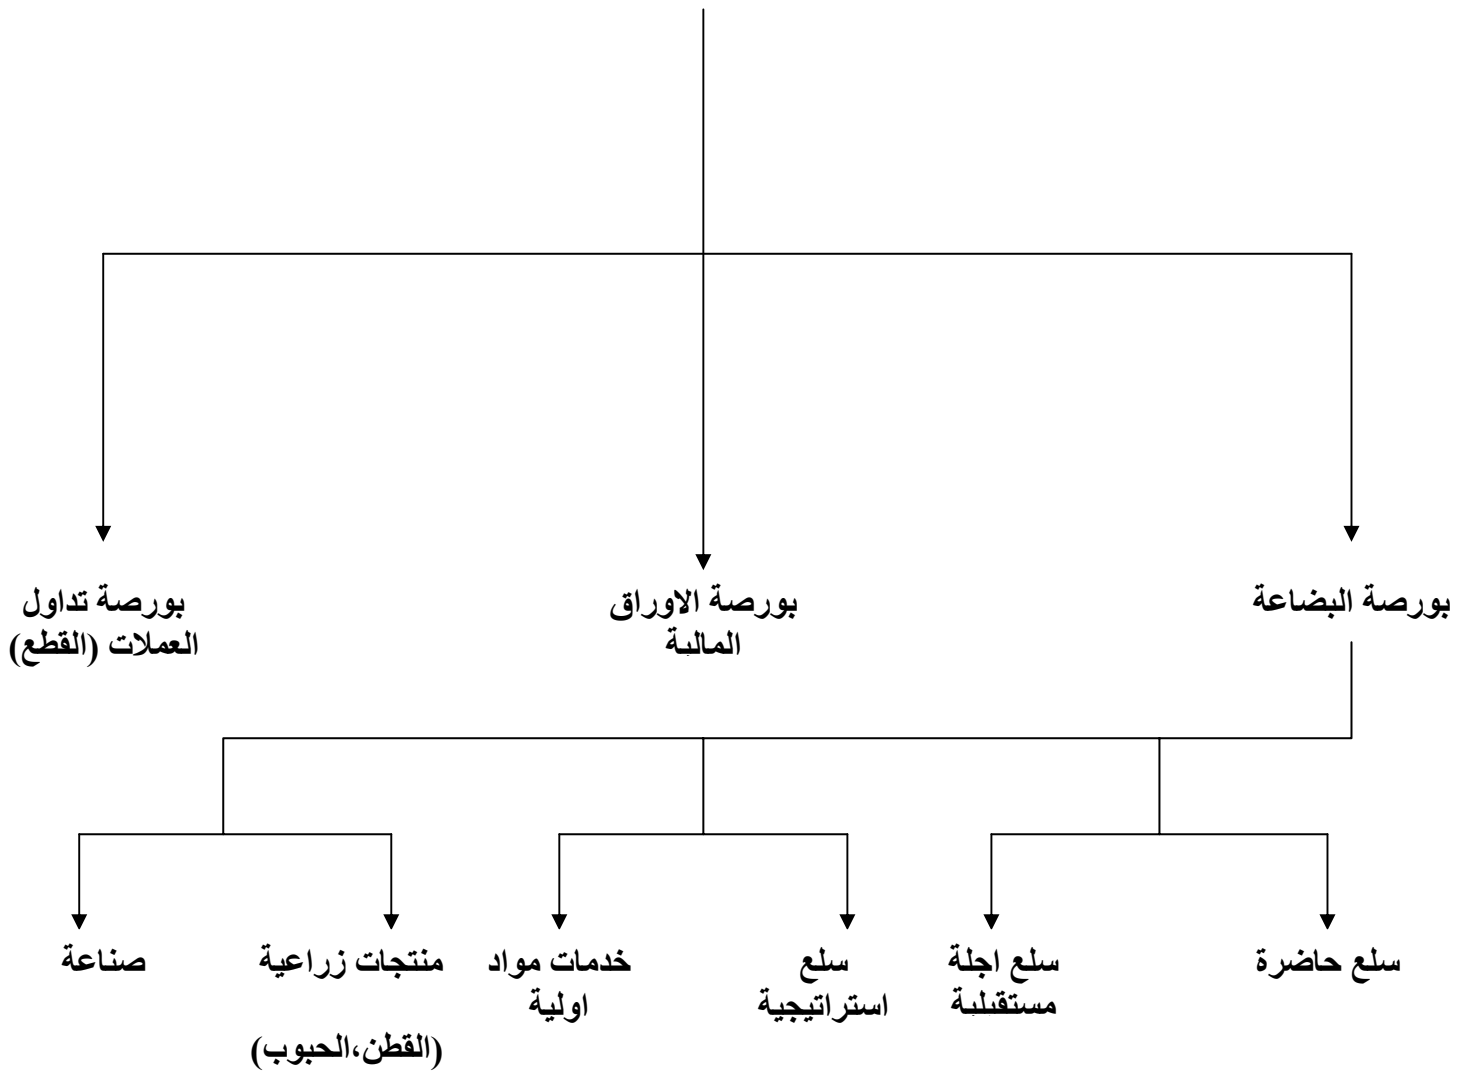 بورصة البضاعة
بورصة الاوراق
المالية
بورصة تداول
العملات (القطع)
سلع حاضرة
سلع اجلة
مستقبلية
سلع
استراتيجية
خدمات مواد
اولية
منتجات زراعية
(القطن،الحبوب)
صناعة